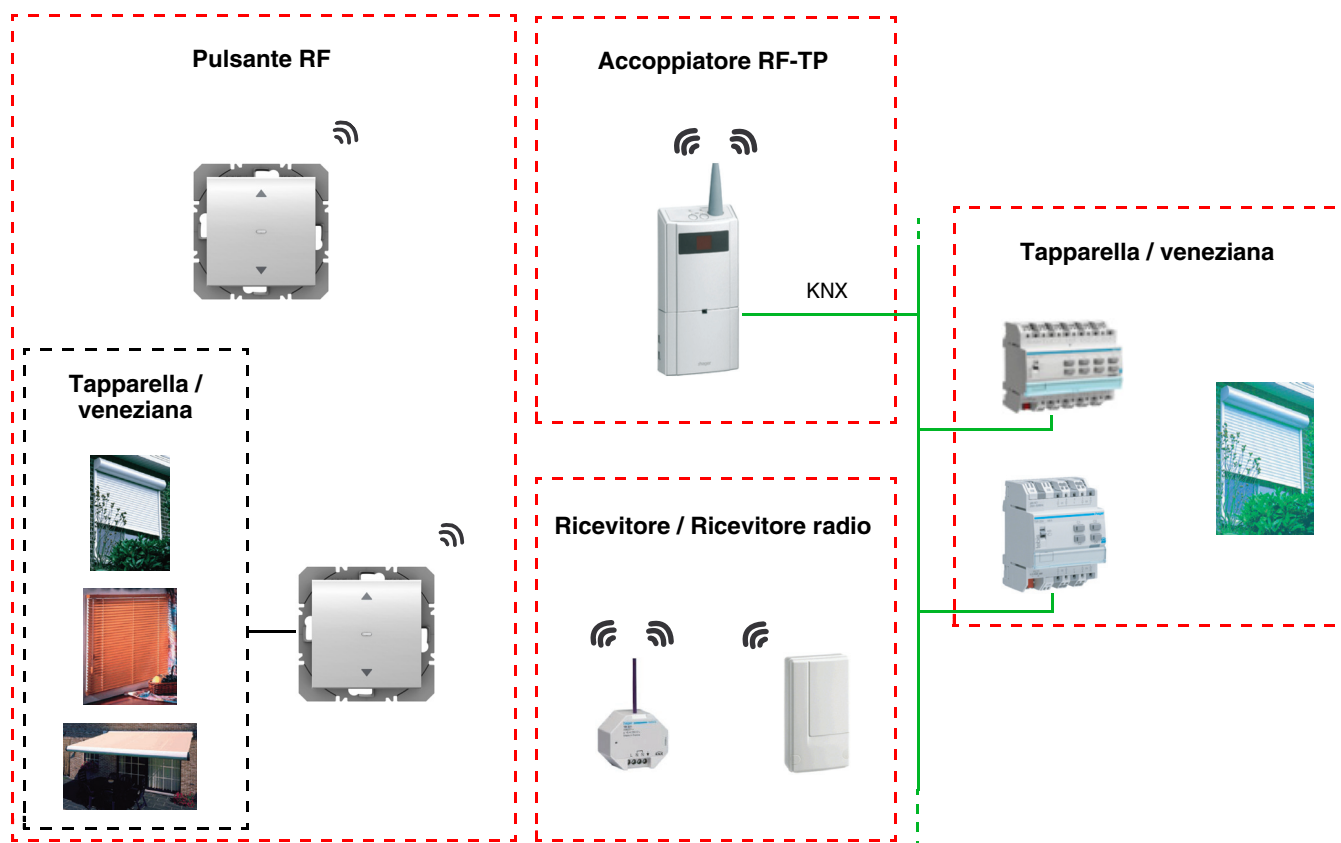 Pulsante RF
Accoppiatore RF-TP
KNX
Tapparella / veneziana
Tapparella /
veneziana
Ricevitore / Ricevitore radio